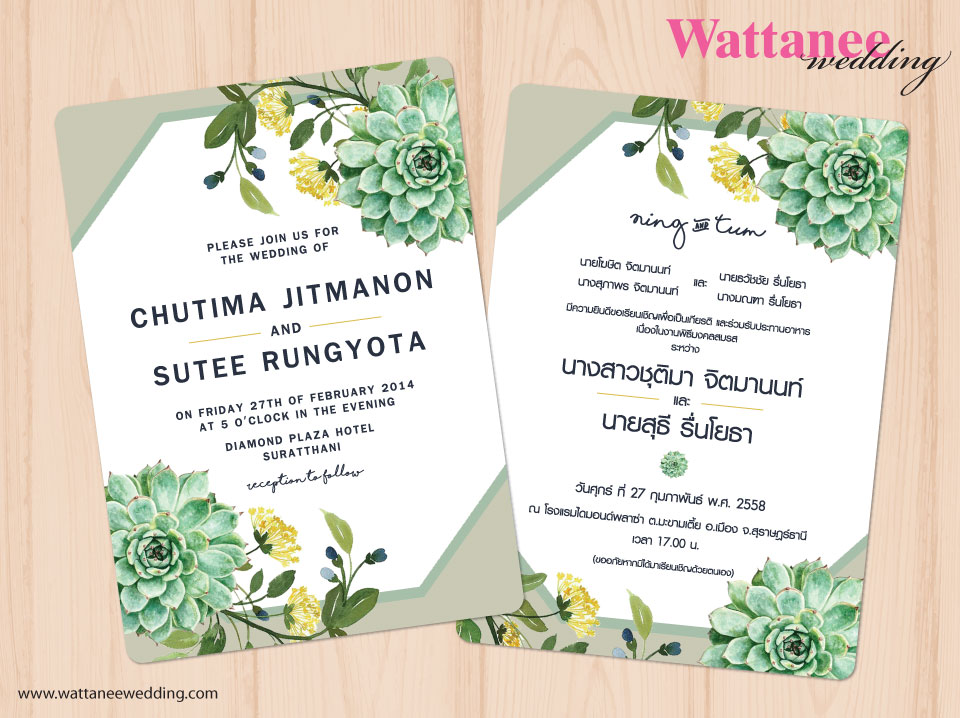 Wattanee
wedding
PLEASE JOIN US FOR
THE WEDDING OF
CHUTIMA JITMANON
AND
SUTEE RUNGYOTA
ON FRIDAY 27TH OF FEBRUARY 2014
AT 5 O'CLOCK IN THE EVENING
DIAMOND PLAZA HOTEL
SURATTHANI
reception to follow
ning AND tum
นายโฆษิต จิตมานนท์ และ นายธวัชชัย รื่นโยธา
นางสุภาพร จิตมานนท์ นางมณฑา รื่นโยธา
มีความยินดีขอเรียนเชิญเพื่อเป็นเกียรติ และร่วมรับประทานอาหาร
เนื่องในงานพิธีมงคลสมรส
ระหว่าง
นางสาวชุติมา จิตมานนท์
และ
นายสุธี รื่นโยธา
วันศุกร์ ที่ 27 กุมภาพันธ์ พ.ศ. 2558
ณ โรงแรมไดมอนด์พลาซ่า ต.มะขามเตี้ย อ.เมือง จ.สุราษฎร์ธานี
เวลา 17.00 น.
(ขออภัยหากมิได้มาเรียนเชิญด้วยตนเอง)
www.wattaneewedding.com